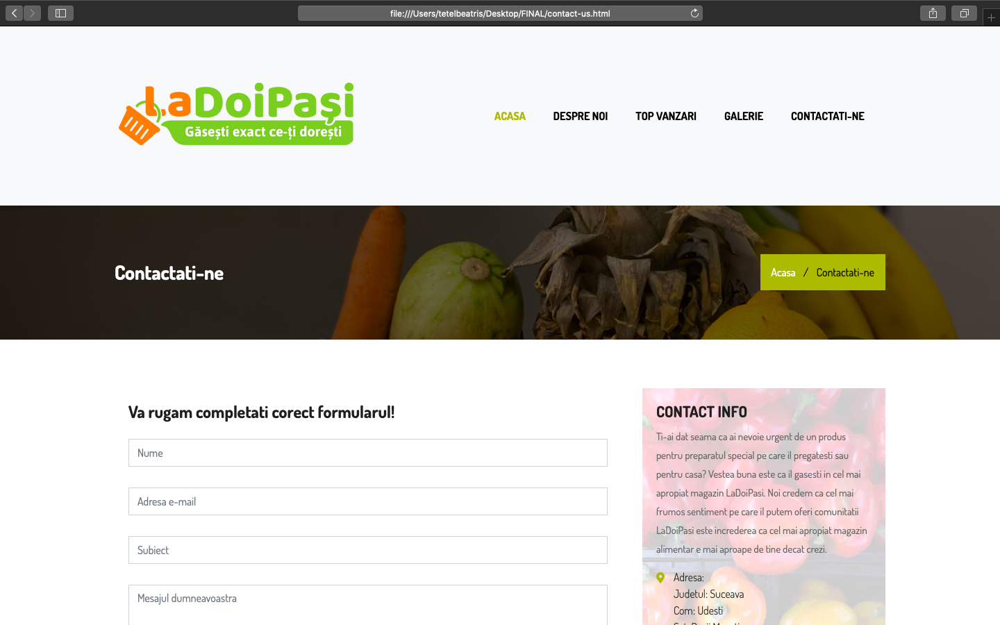 file:///Users/tetelbeatris/Desktop/FINAL/contact-us.html
LaDoiPași
Găsești exact ce-ți dorești
ACASA DESPRE NOI TOP VANZARI GALERIE CONTACTATI-NE
Contactati-ne
Acasa / Contactati-ne
Va rugam completati corect formularul!
Nume
Adresa e-mail
Subiect
Mesajul dumneavoastra
CONTACT INFO
Ti-ai dat seama ca ai nevoie urgent de un produs
pentru preparatul special pe care il pregatesti sau
pentru casa? Vestea buna este ca il gasesti in cel mai
apropiat magazin LaDoiPasi. Noi credem ca cel mai
frumos sentiment pe care il putem oferi comunitatii
LaDoiPasi este increderea ca cel mai apropiat magazin
alimentar e mai aproape de tine decat crezi.
Adresa:
Judetul: Suceava
Com: Udesti